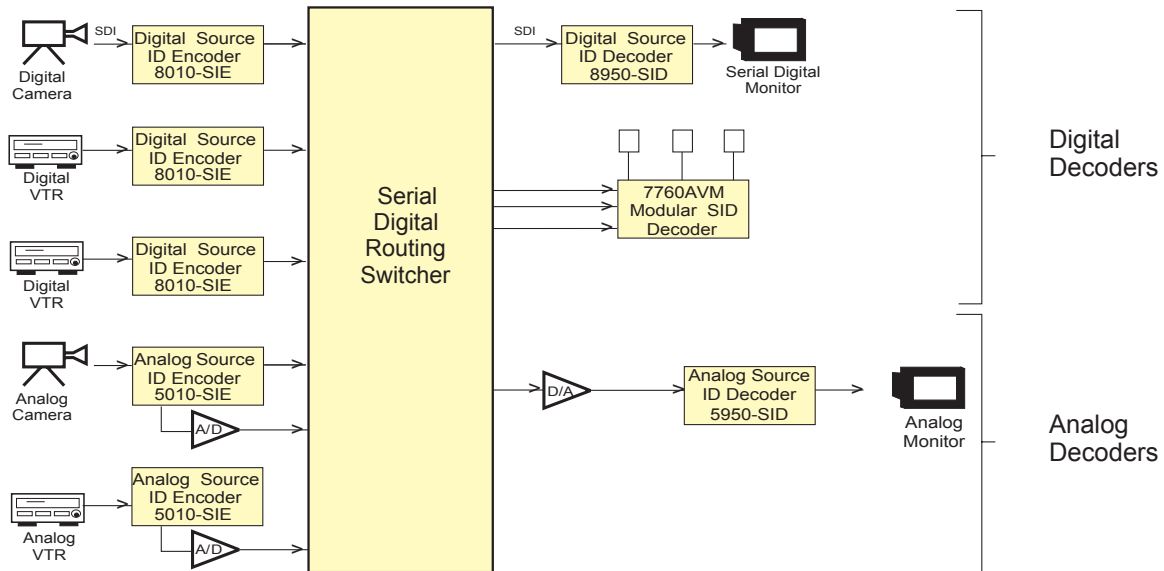 SDI
Digital Source
ID Encoder
8010-SIE
Digital
Camera
Digital Source
ID Encoder
8010-SIE
Digital
VTR
Digital Source
ID Encoder
8010-SIE
Digital
VTR
Analog Source
ID Encoder
5010-SIE
Analog
Camera
A/D
Analog Source
ID Encoder
5010-SIE
Analog
VTR
A/D
Serial
Digital
Routing
Switcher
SDI
Digital Source
ID Decoder
8950-SID
Serial Digital
Monitor
7760AVM
Modular SID
Decoder
D/A
Analog Source
ID Decoder
5950-SID
Analog
Monitor
Digital
Decoders
Analog
Decoders